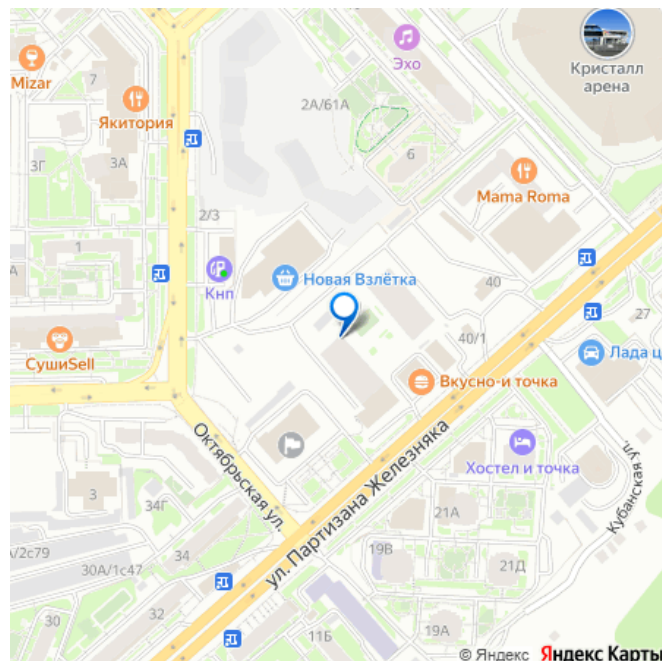 Mizar
7
Якитория
3Г
3А
Эхо
2А/61А
6
Кристалл
арена
Mama Roma
2/3
1
А
Кнп
Новая Взлётка
40
40/1
27
Лада ц
СушиSell
Вкусно-и точка
Октябрьская ул.
ул. Партизана Железняка
Хостел и точка
Кубанская ул.
3
34Г
21А
34
19В
21Д
А/2с79
30А/1с47
32
11Б
19А
© Яндекс Яндекс Карты